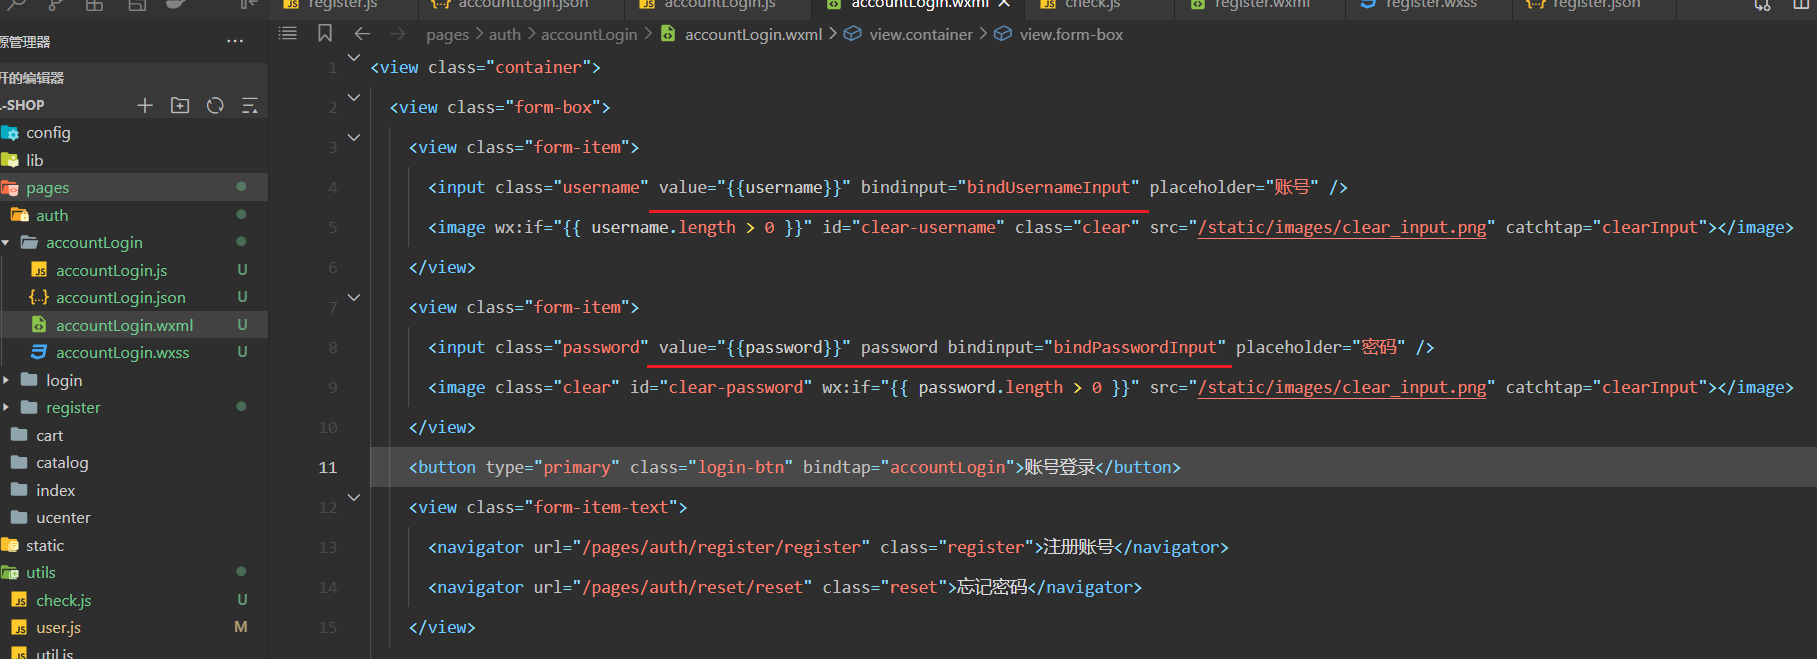 register.js accountLogin.json accountLogin.js accountLogin.wxml check.js register.wxml register.wxss register.json
源管理器
pages > auth > accountLogin > accountLogin.wxml > view.container > view.form-box
开的编辑器
-SHOP
config
lib
pages
auth
accountLogin
accountLogin.js U
accountLogin.json U
accountLogin.wxml U
accountLogin.wxss U
login
register
cart
catalog
index
ucenter
static
utils
check.js U
user.js M
util.js
1 <view class="container">
2 <view class="form-box">
3 <view class="form-item">
4 <input class="username" value="{{username}}" bindinput="bindUsernameInput" placeholder="账号" />
5 <image wx:if="{{ username.length > 0 }}" id="clear-username" class="clear" src="/static/images/clear_input.png" catchtap="clearInput"></image>
6 </view>
7 <view class="form-item">
8 <input class="password" value="{{password}}" password bindinput="bindPasswordInput" placeholder="密码" />
9 <image class="clear" id="clear-password" wx:if="{{ password.length > 0 }}" src="/static/images/clear_input.png" catchtap="clearInput"></image>
10 </view>
11 <button type="primary" class="login-btn" bindtap="accountLogin">账号登录</button>
12 <view class="form-item-text">
13 <navigator url="/pages/auth/register/register" class="register">注册账号</navigator>
14 <navigator url="/pages/auth/reset/reset" class="reset">忘记密码</navigator>
15 </view>